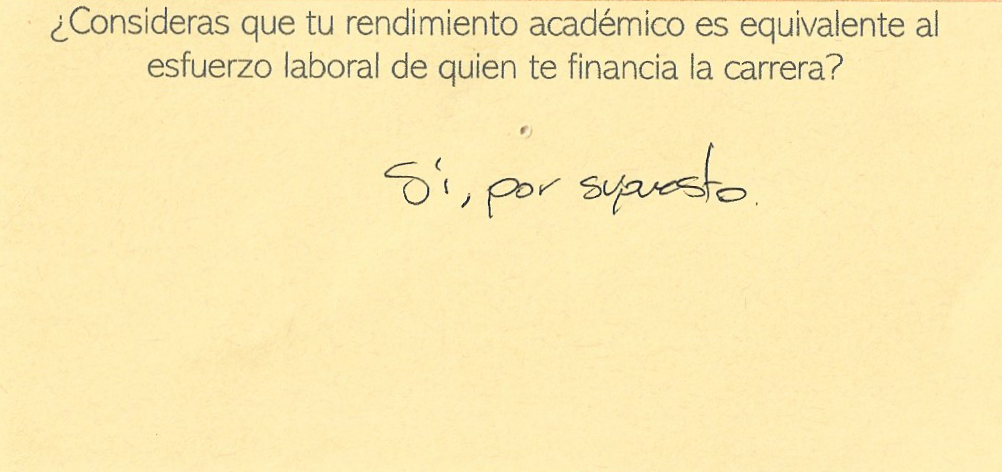 ¿Consideras que tu rendimiento académico es equivalente al
esfuerzo laboral de quien te financia la carrera?
Sí, por supuesto.